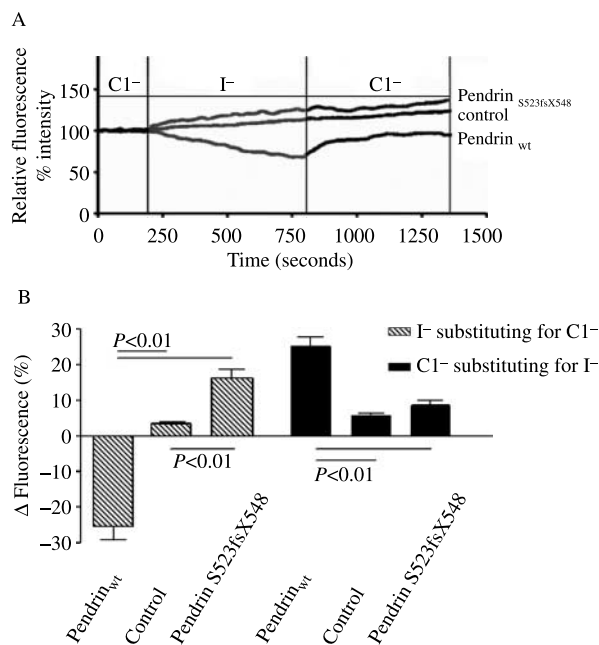 A
C1– I– C1–
Relative fluorescence
% intensity
150
100
50
0
Pendrin S523fsX548
control
Pendrin wt
0 250 500 750 1000 1250 1500
Time (seconds)
B
Δ Fluorescence (%)
30
20
10
0
–10
–20
–30
P<0.01
P<0.01
P<0.01
I– substituting for C1–
C1– substituting for I–
Pendrinwt
Control
Pendrin S523fsX548
Pendrinwt
Control
Pendrin S523fsX548